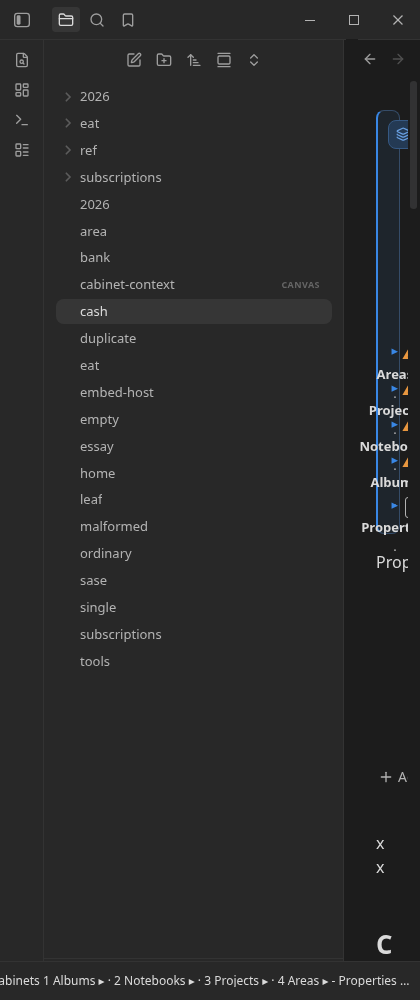 2026
eat
ref
subscriptions
2026
area
bank
cabinet-context CANVAS
cash
duplicate
eat
embed-host
empty
essay
home
leaf
malformed
ordinary
sase
single
subscriptions
tools
Areas
Projec
Notebo
Album
Propert
Prop
+ A
x
x
C
abinets 1 Albums ▸ · 2 Notebooks ▸ · 3 Projects ▸ · 4 Areas ▸ - Properties ...